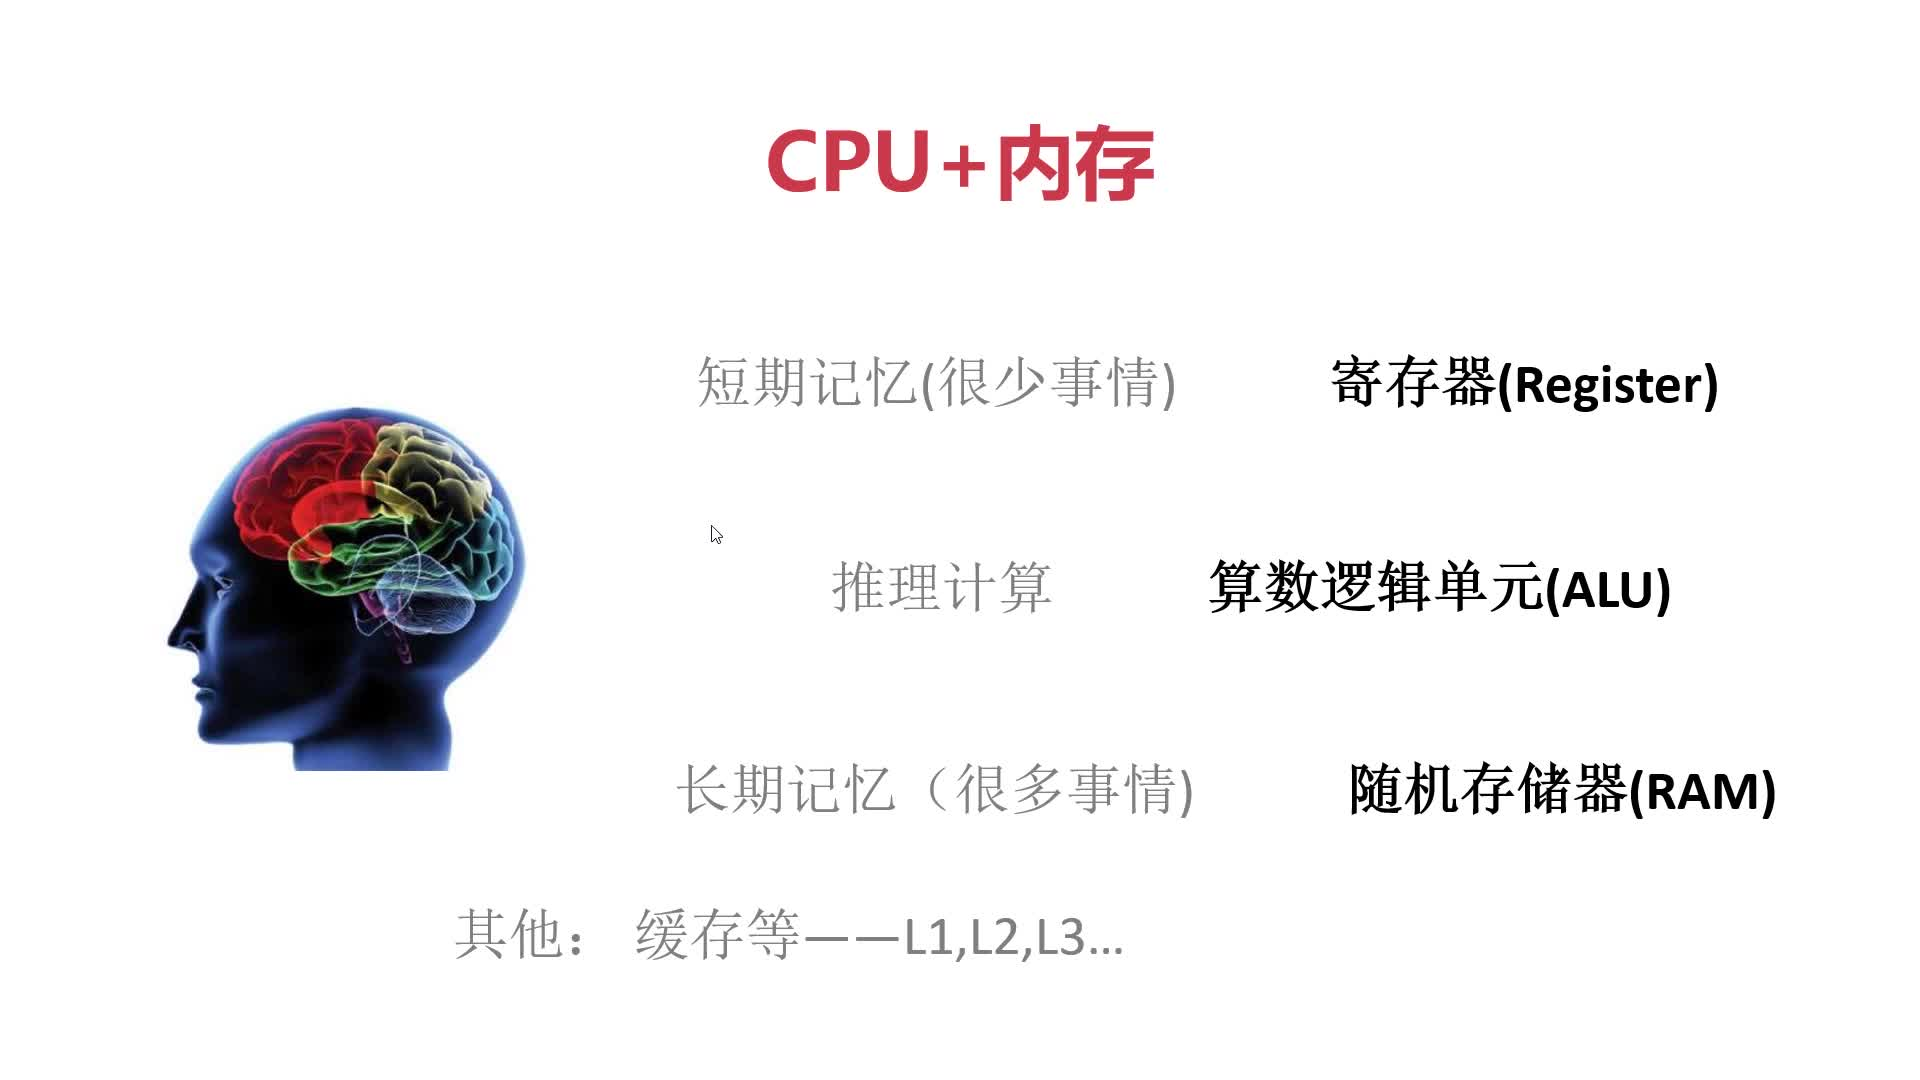 CPU+内存
短期记忆(很少事情) 寄存器(Register)
推理计算 算数逻辑单元(ALU)
长期记忆（很多事情) 随机存储器(RAM)
其他： 缓存等——L1,L2,L3...